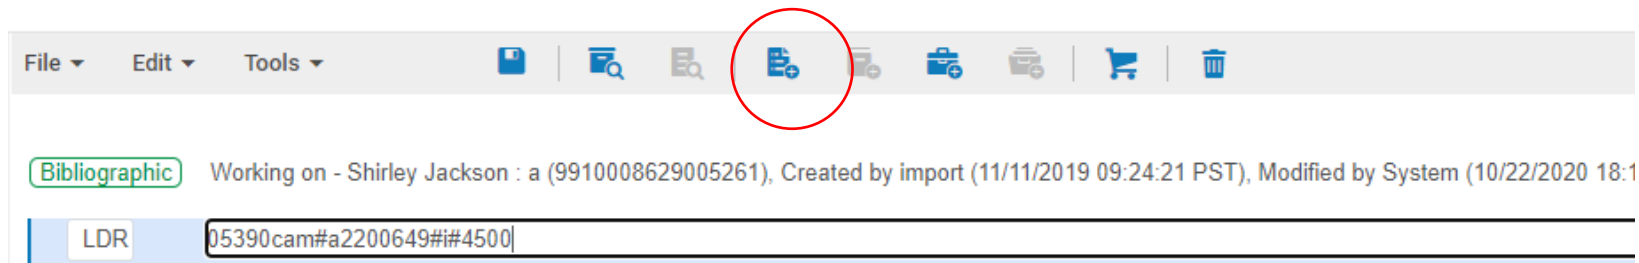 File Edit Tools
Bibliographic Working on - Shirley Jackson : a (9910008629005261), Created by import (11/11/2019 09:24:21 PST), Modified by System (10/22/2020 18:1
LDR 05390cam#a2200649#i#4500